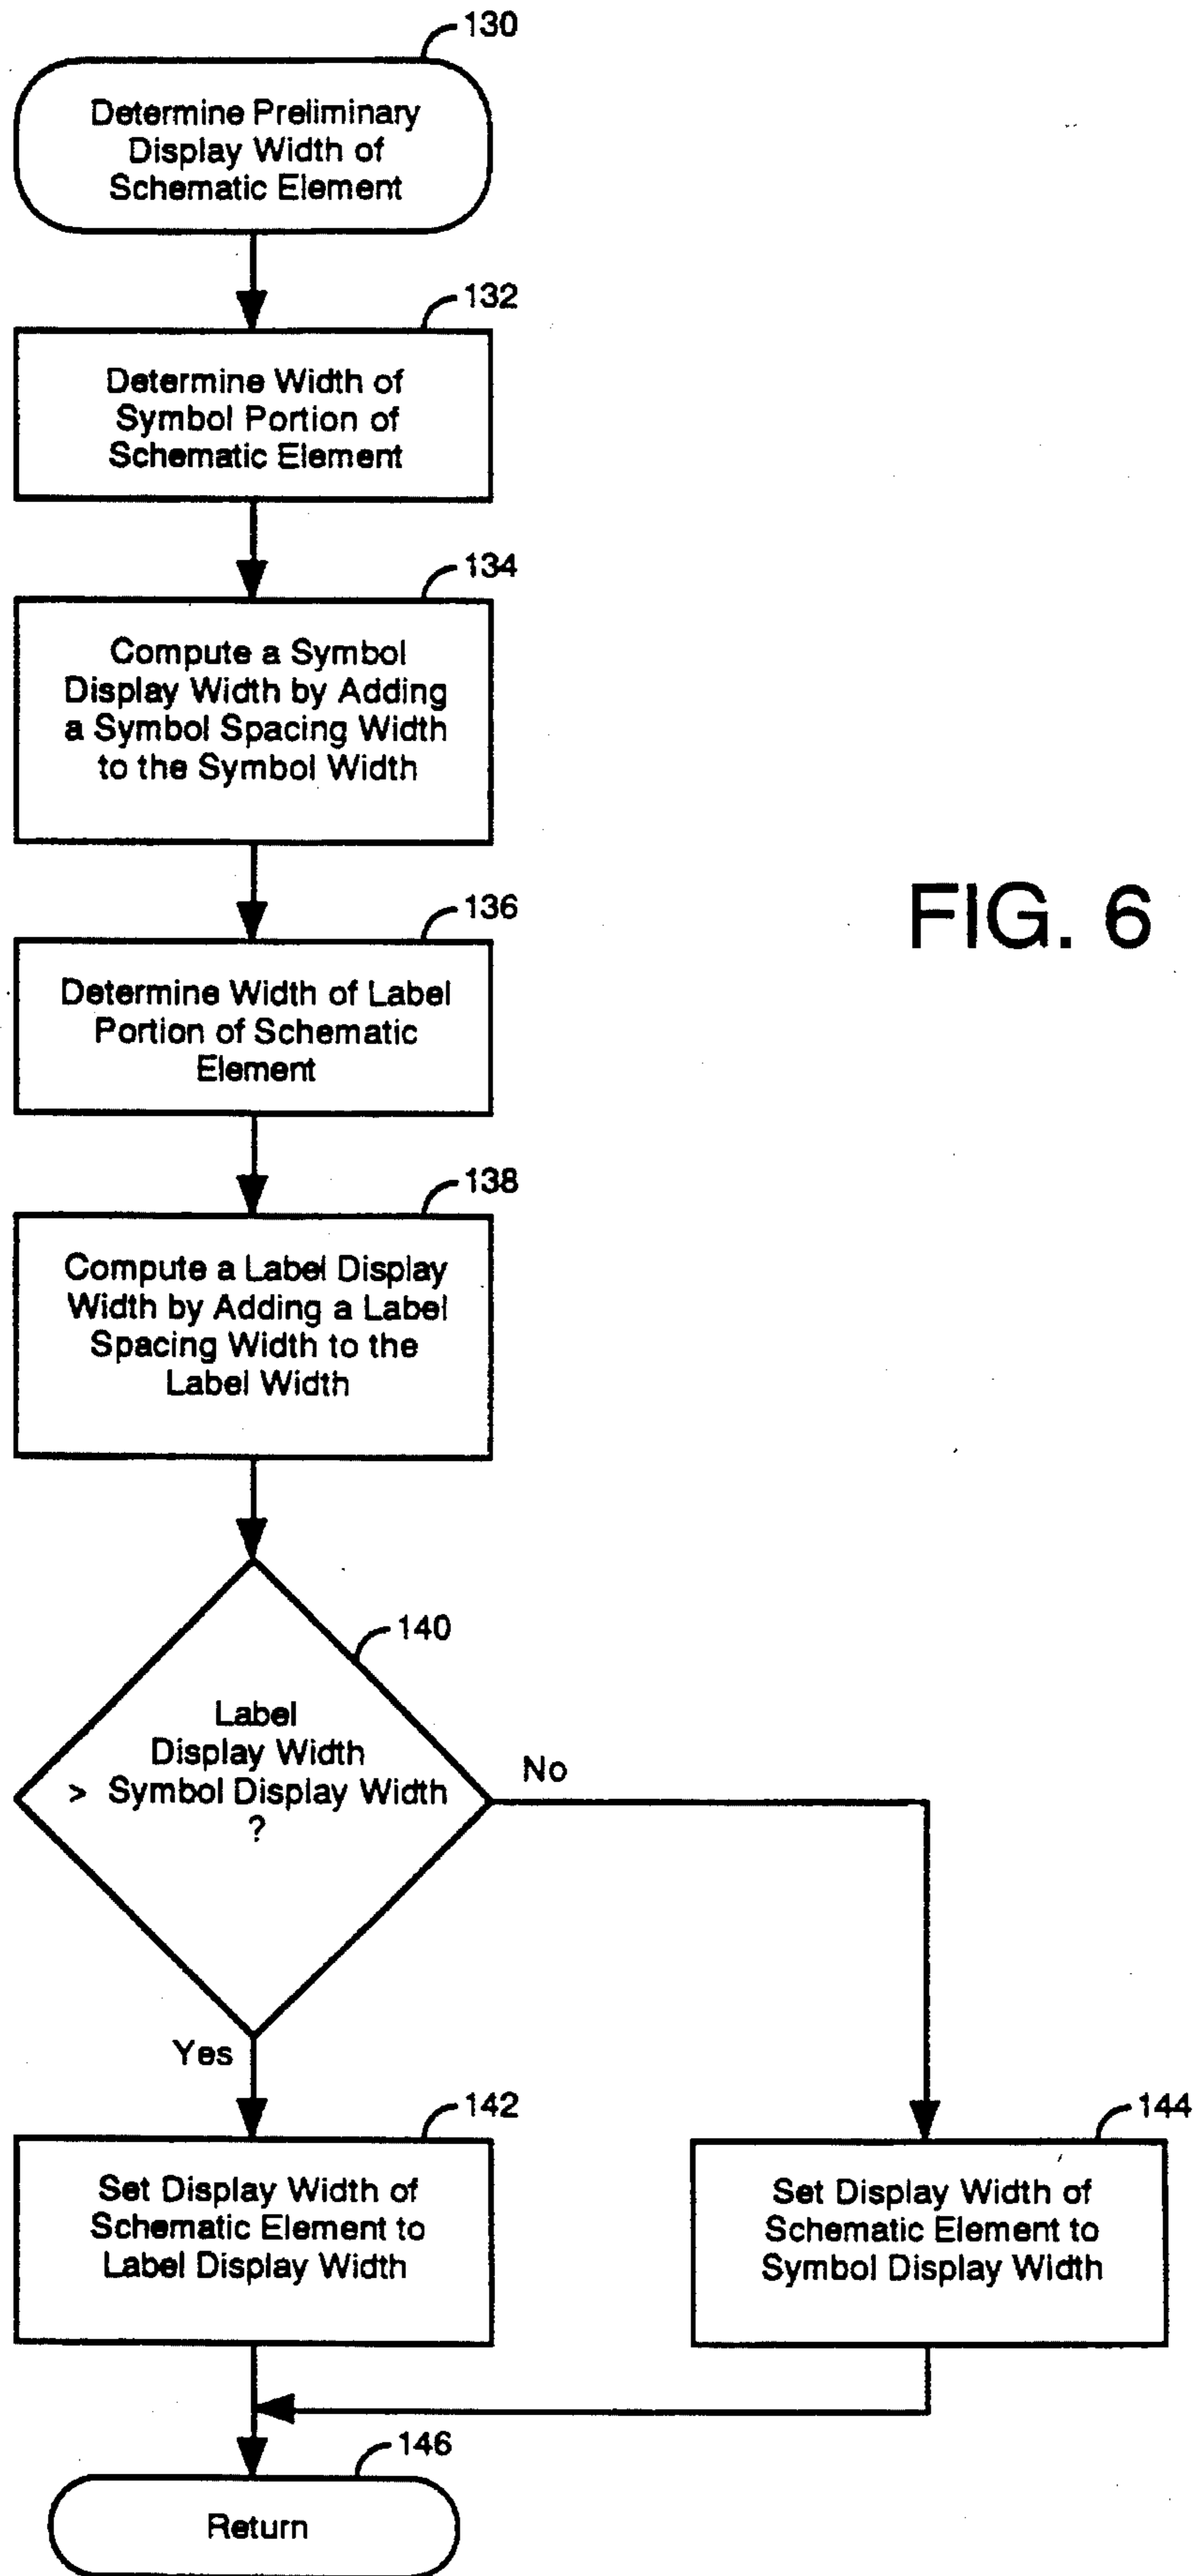 130
Determine Preliminary
Display Width of
Schematic Element
132
Determine Width of
Symbol Portion of
Schematic Element
134
Compute a Symbol
Display Width by Adding
a Symbol Spacing Width
to the Symbol Width
FIG. 6
136
Determine Width of Label
Portion of Schematic
Element
138
Compute a Label Display
Width by Adding a Label
Spacing Width to the
Label Width
140
Label
Display Width
> Symbol Display Width
?
No
Yes
142
Set Display Width of
Schematic Element to
Label Display Width
144
Set Display Width of
Schematic Element to
Symbol Display Width
146
Return